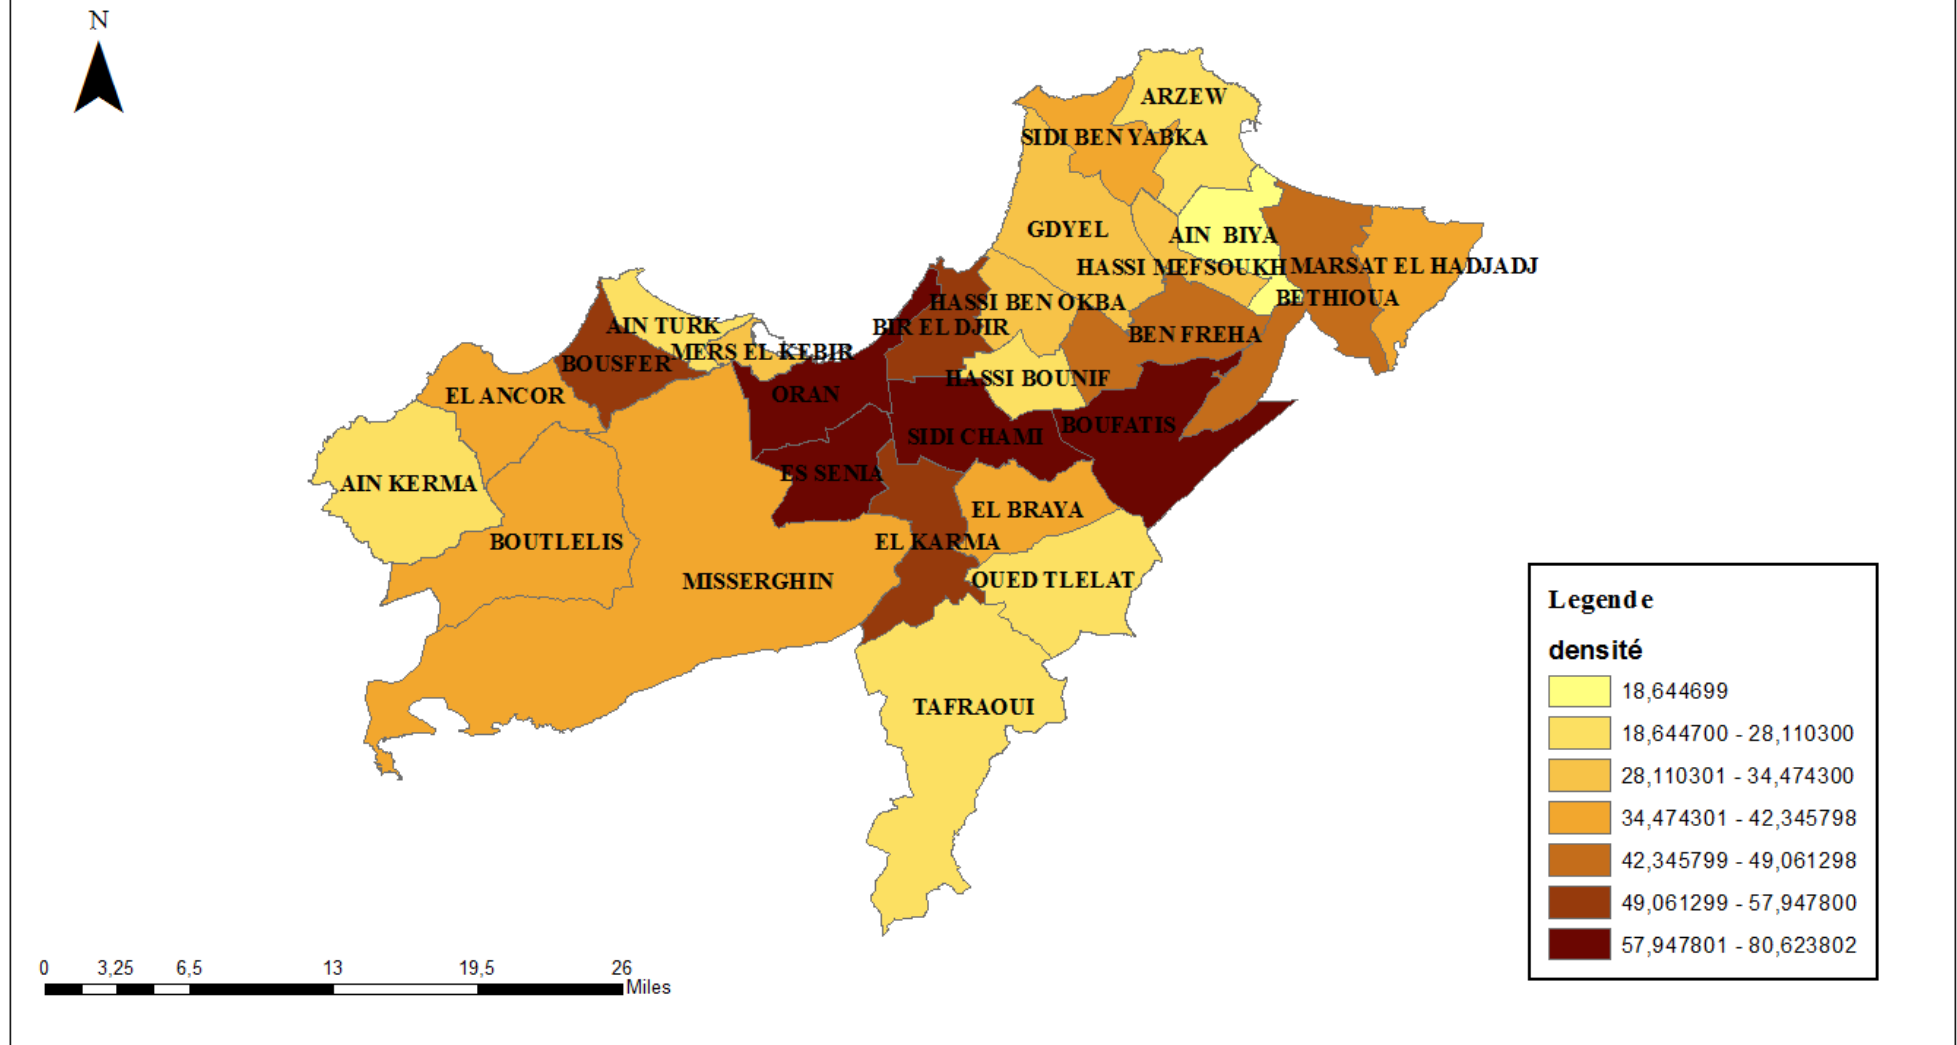 N
ARZEW
SIDI BEN YABKA
GDYEL
AIN BIYA
HASSI MEFSOUKH
MARSAT EL HADJADJ
BETHIOUA
HASSI BEN OKBA
BIR EL DJIR
BEN FREHA
AIN TURK
MERS EL KEBIR
BOUSFER
HASSI BOUNIF
EL ANCOR
ORAN
BOUFATIS
SIDI CHAMI
ES SENIA
AIN KERMA
EL BRAYA
BOUTLELIS
EL KARMA
MISSERGHIN
OUED TLELAT
TAFRAOUI
Legende
densité
18,644699
18,644700 - 28,110300
28,110301 - 34,474300
34,474301 - 42,345798
42,345799 - 49,061298
49,061299 - 57,947800
57,947801 - 80,623802
0 3,25 6,5 13 19,5 26
Miles